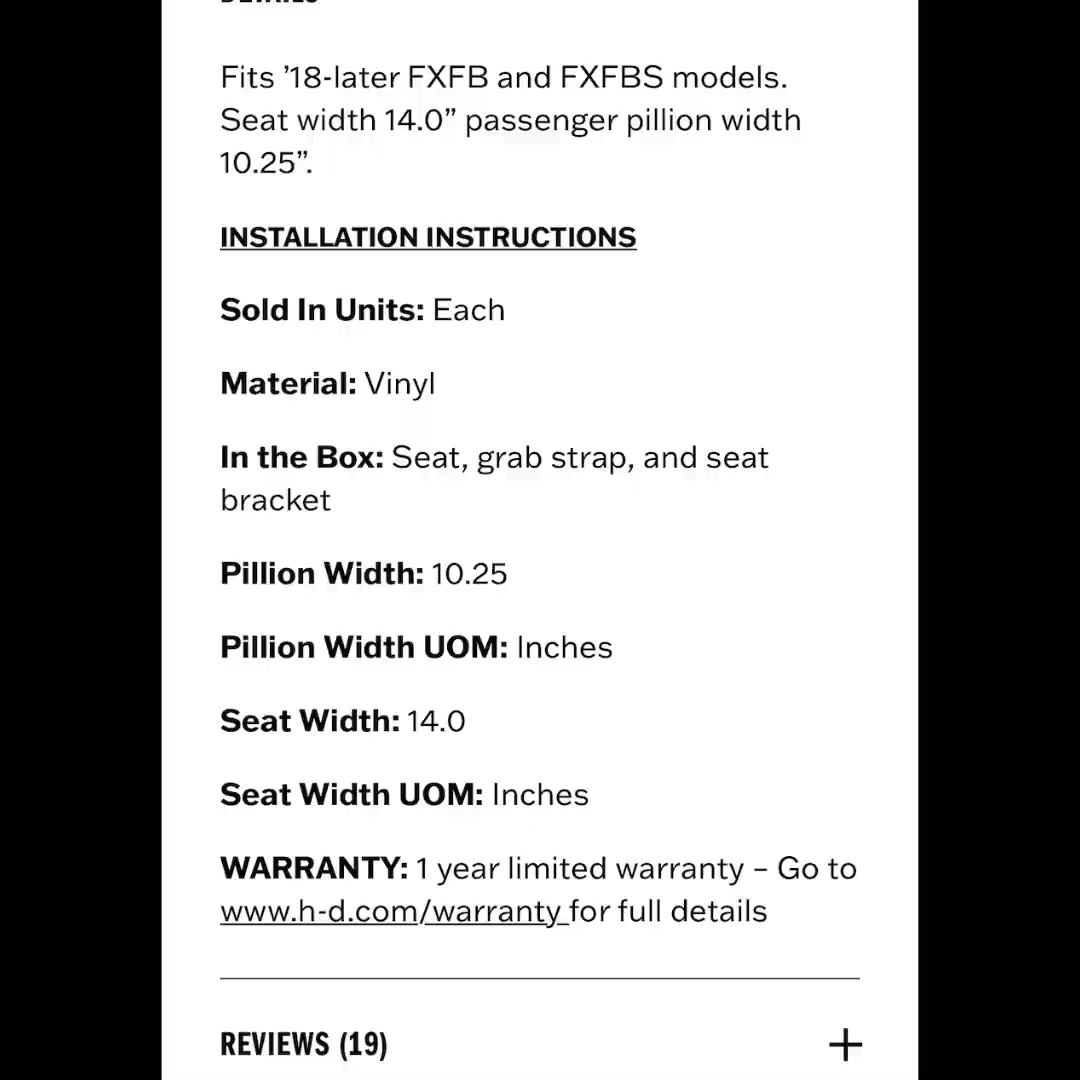 Fits ’18-later FXFB and FXFBS models.
Seat width 14.0” passenger pillion width
10.25”.
INSTALLATION INSTRUCTIONS
Sold In Units: Each
Material: Vinyl
In the Box: Seat, grab strap, and seat
bracket
Pillion Width: 10.25
Pillion Width UOM: Inches
Seat Width: 14.0
Seat Width UOM: Inches
WARRANTY: 1 year limited warranty – Go to
www.h-d.com/warranty for full details
REVIEWS (19)